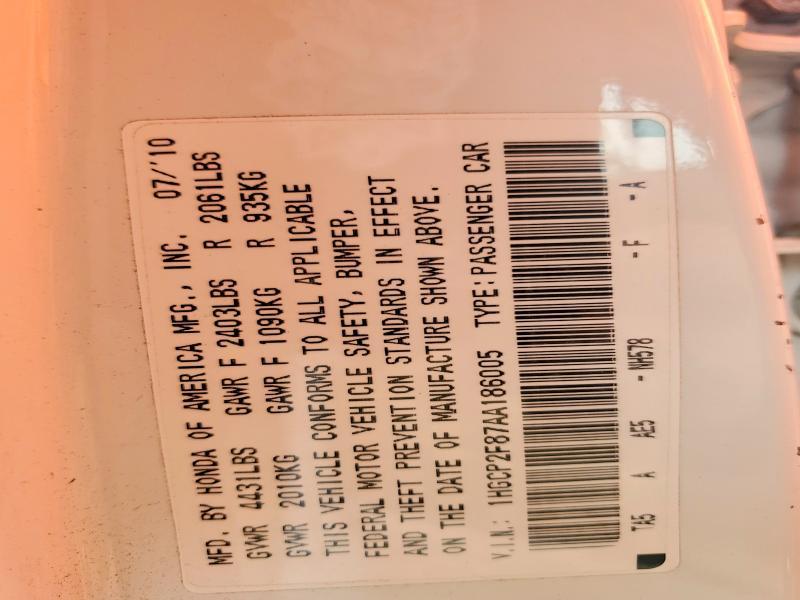 MFD. BY HONDA OF AMERICA MFG., INC. 07/'10
GVWR 4431LBS GAWR F 2403LBS R 2061LBS
GVWR 2010KG GAWR F 1090KG R 935KG
THIS VEHICLE CONFORMS TO ALL APPLICABLE
FEDERAL MOTOR VEHICLE SAFETY, BUMPER,
AND THEFT PREVENTION STANDARDS IN EFFECT
ON THE DATE OF MANUFACTURE SHOWN ABOVE.
V.I.N.: 1HGCP2F87AA186005 TYPE: PASSENGER CAR
TA5 A AE5 - NH578 - F - A